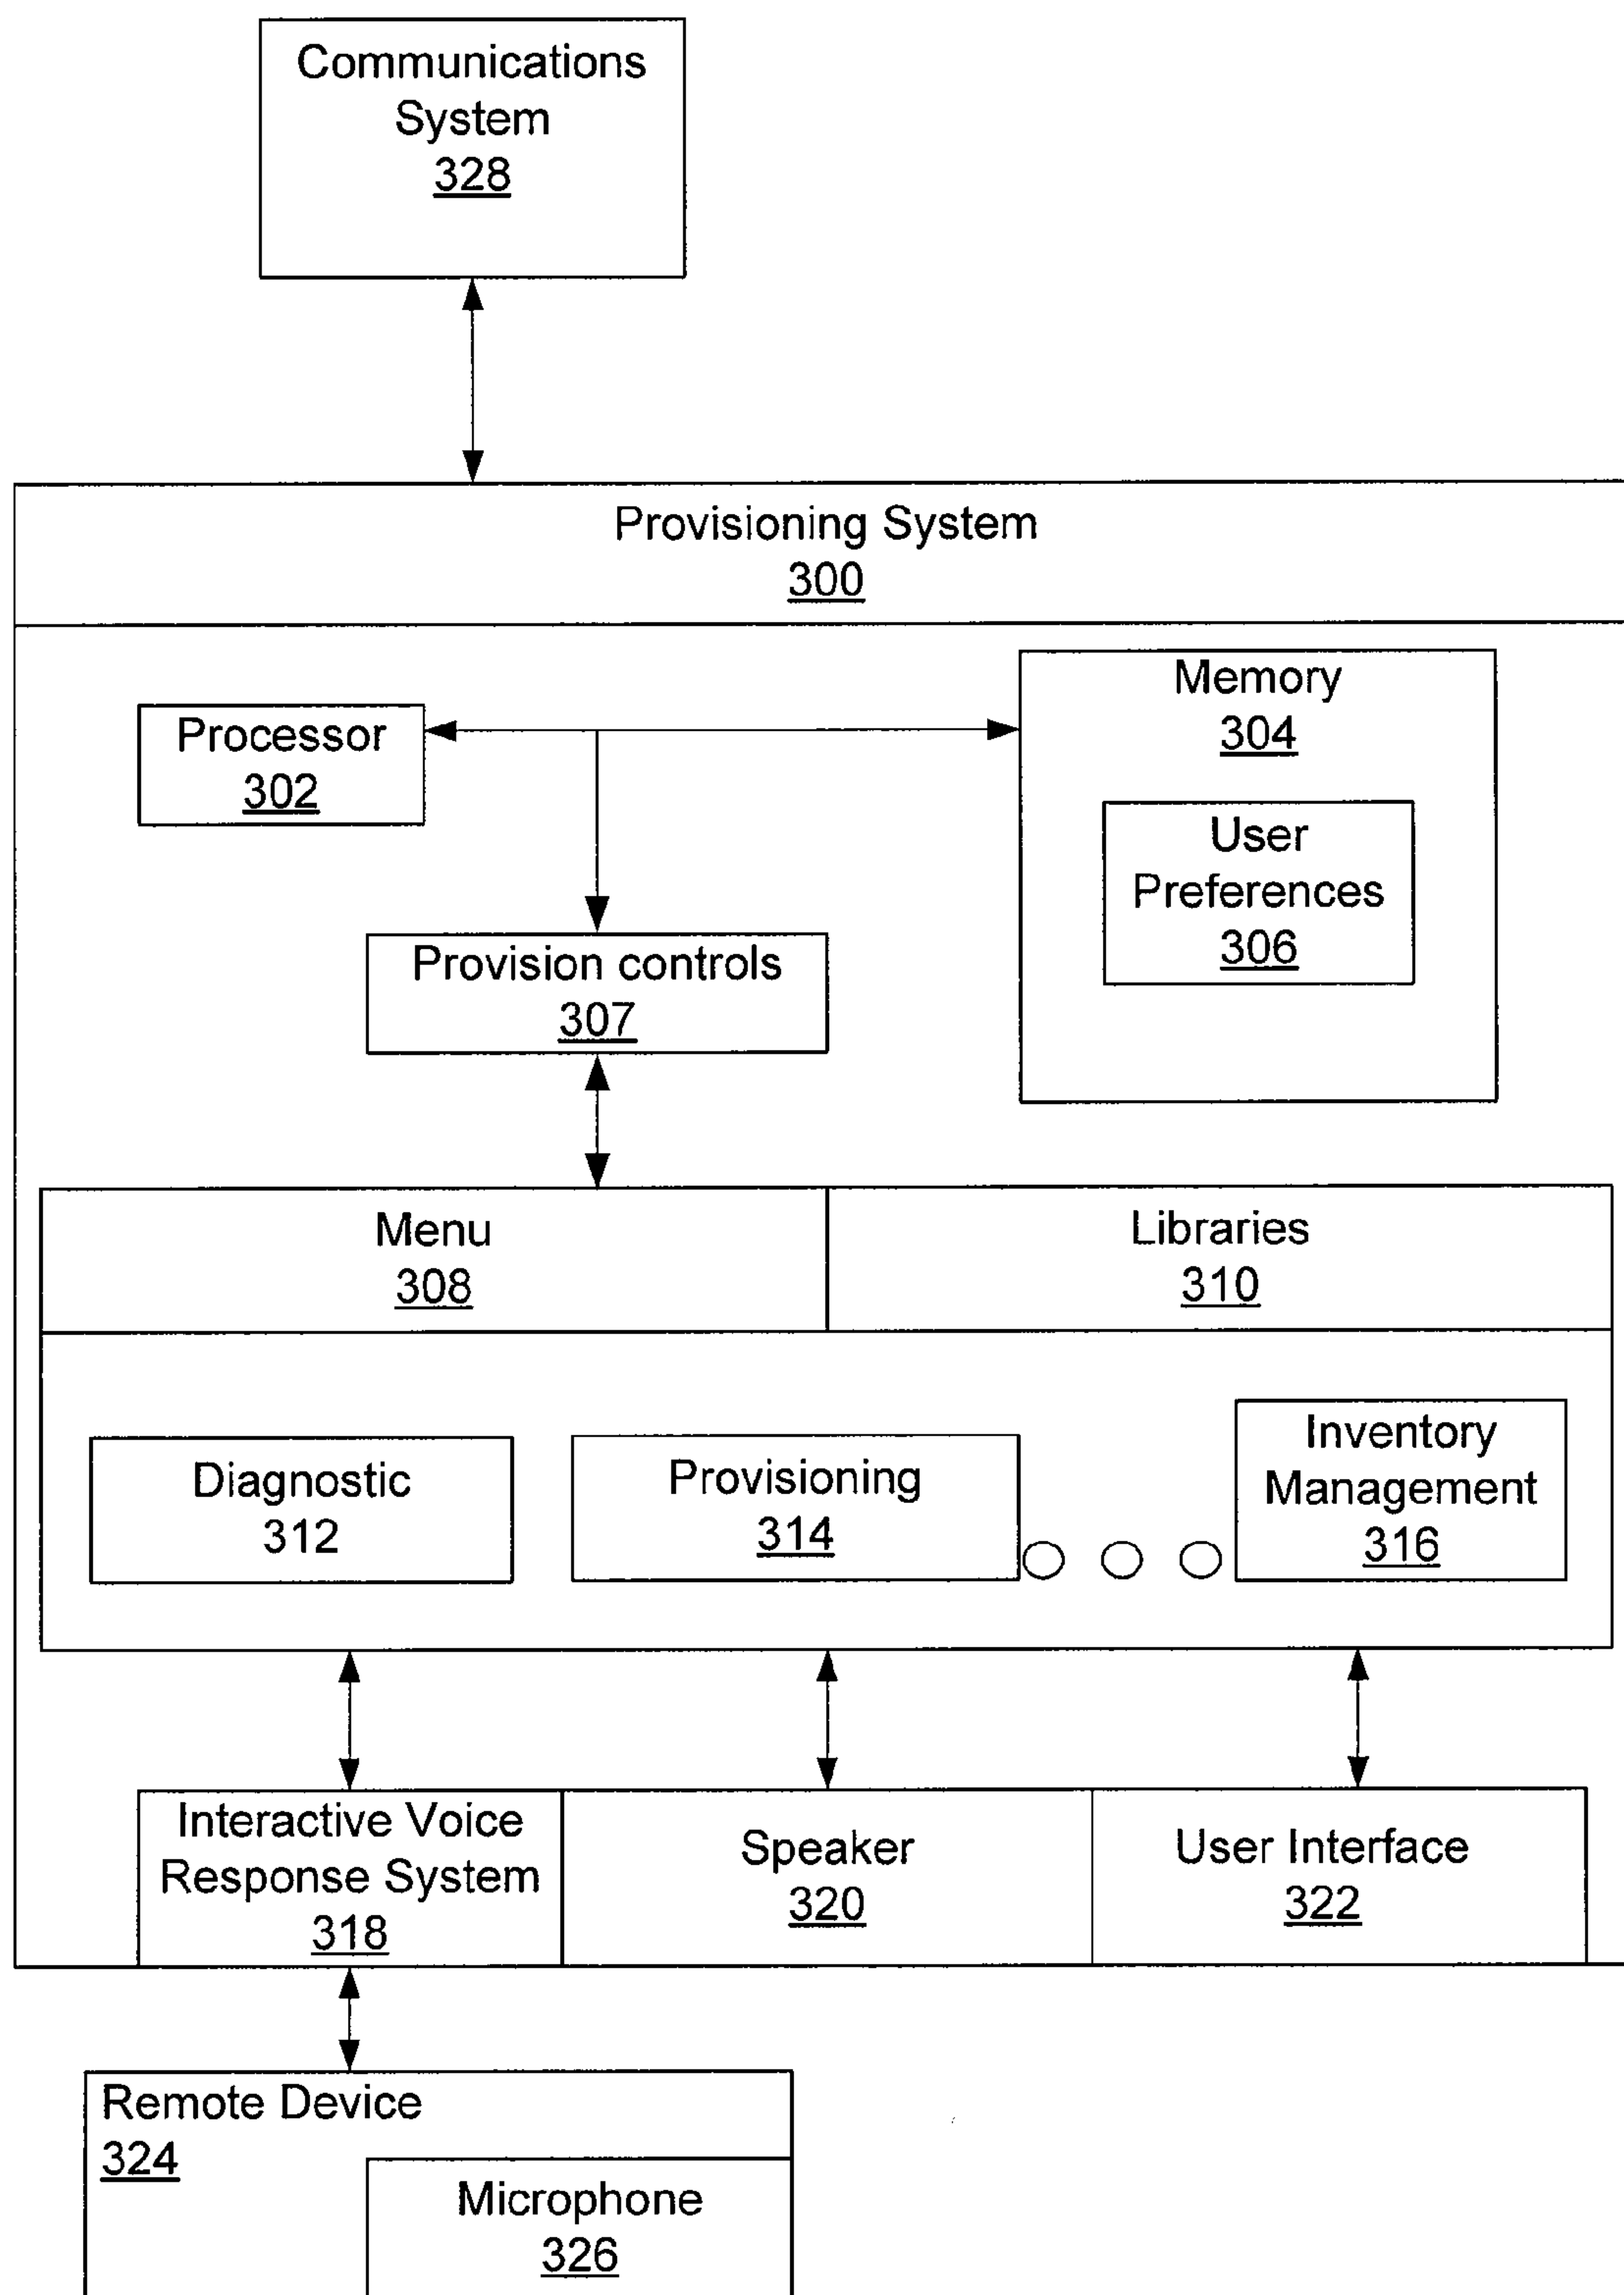 Communications
System
328
Provisioning System
300
Processor
302
Memory
304
User
Preferences
306
Provision controls
307
Menu
308
Libraries
310
Diagnostic
312
Provisioning
314
Inventory
Management
316
Interactive Voice
Response System
318
Speaker
320
User Interface
322
Remote Device
324
Microphone
326